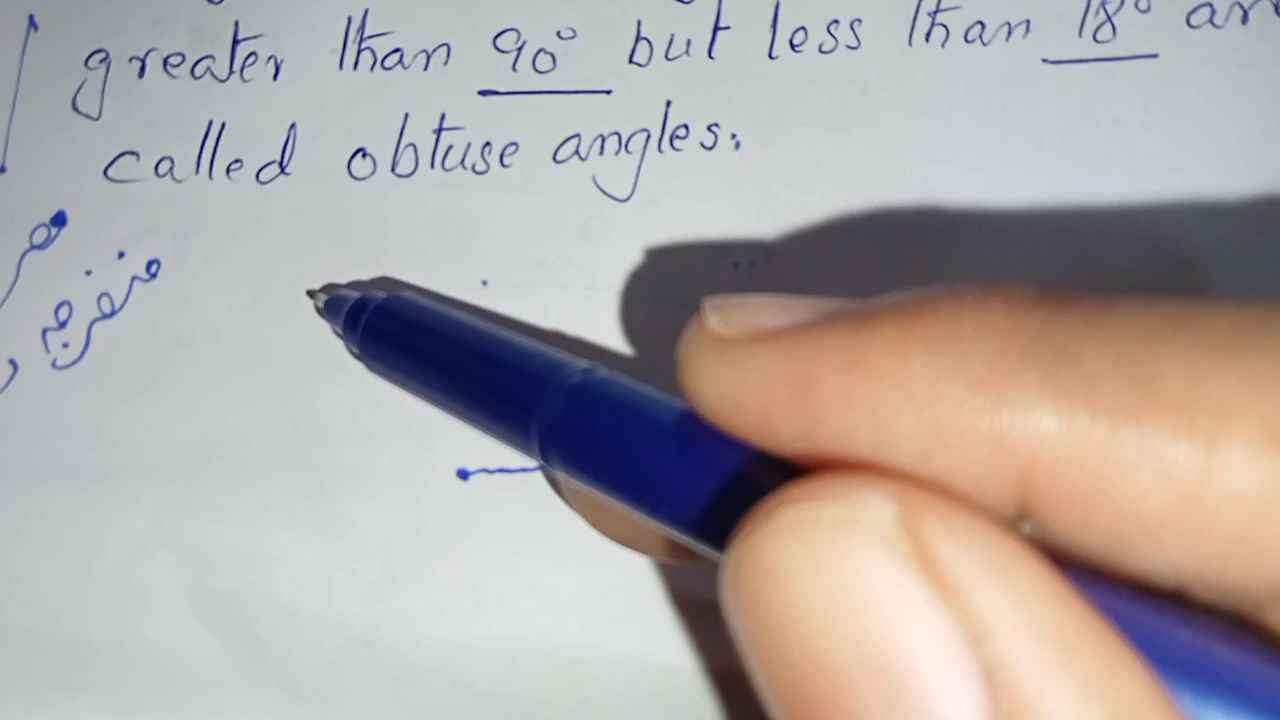 greater than 90° but less than 18° ar
called obtuse angles.
منفرجہ